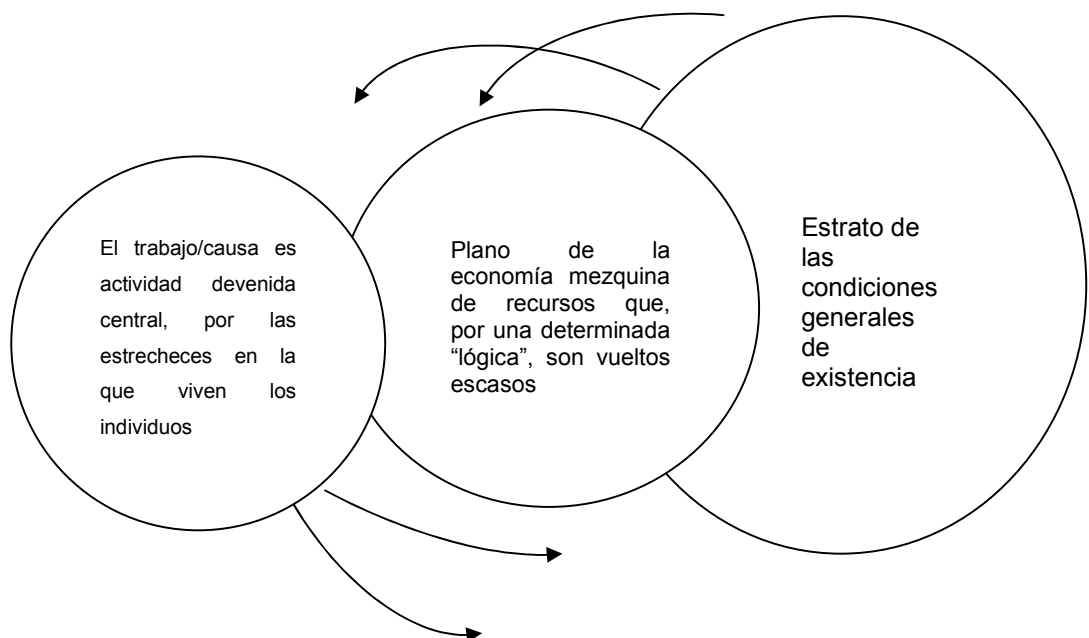 El trabajo/causa es
actividad devenida
central, por las
estrecheces en la
que viven los
individuos
Plano de la
economía mezquina
de recursos que,
por una determinada
“lógica”, son vueltos
escasos
Estrato de
las
condiciones
generales
de
existencia